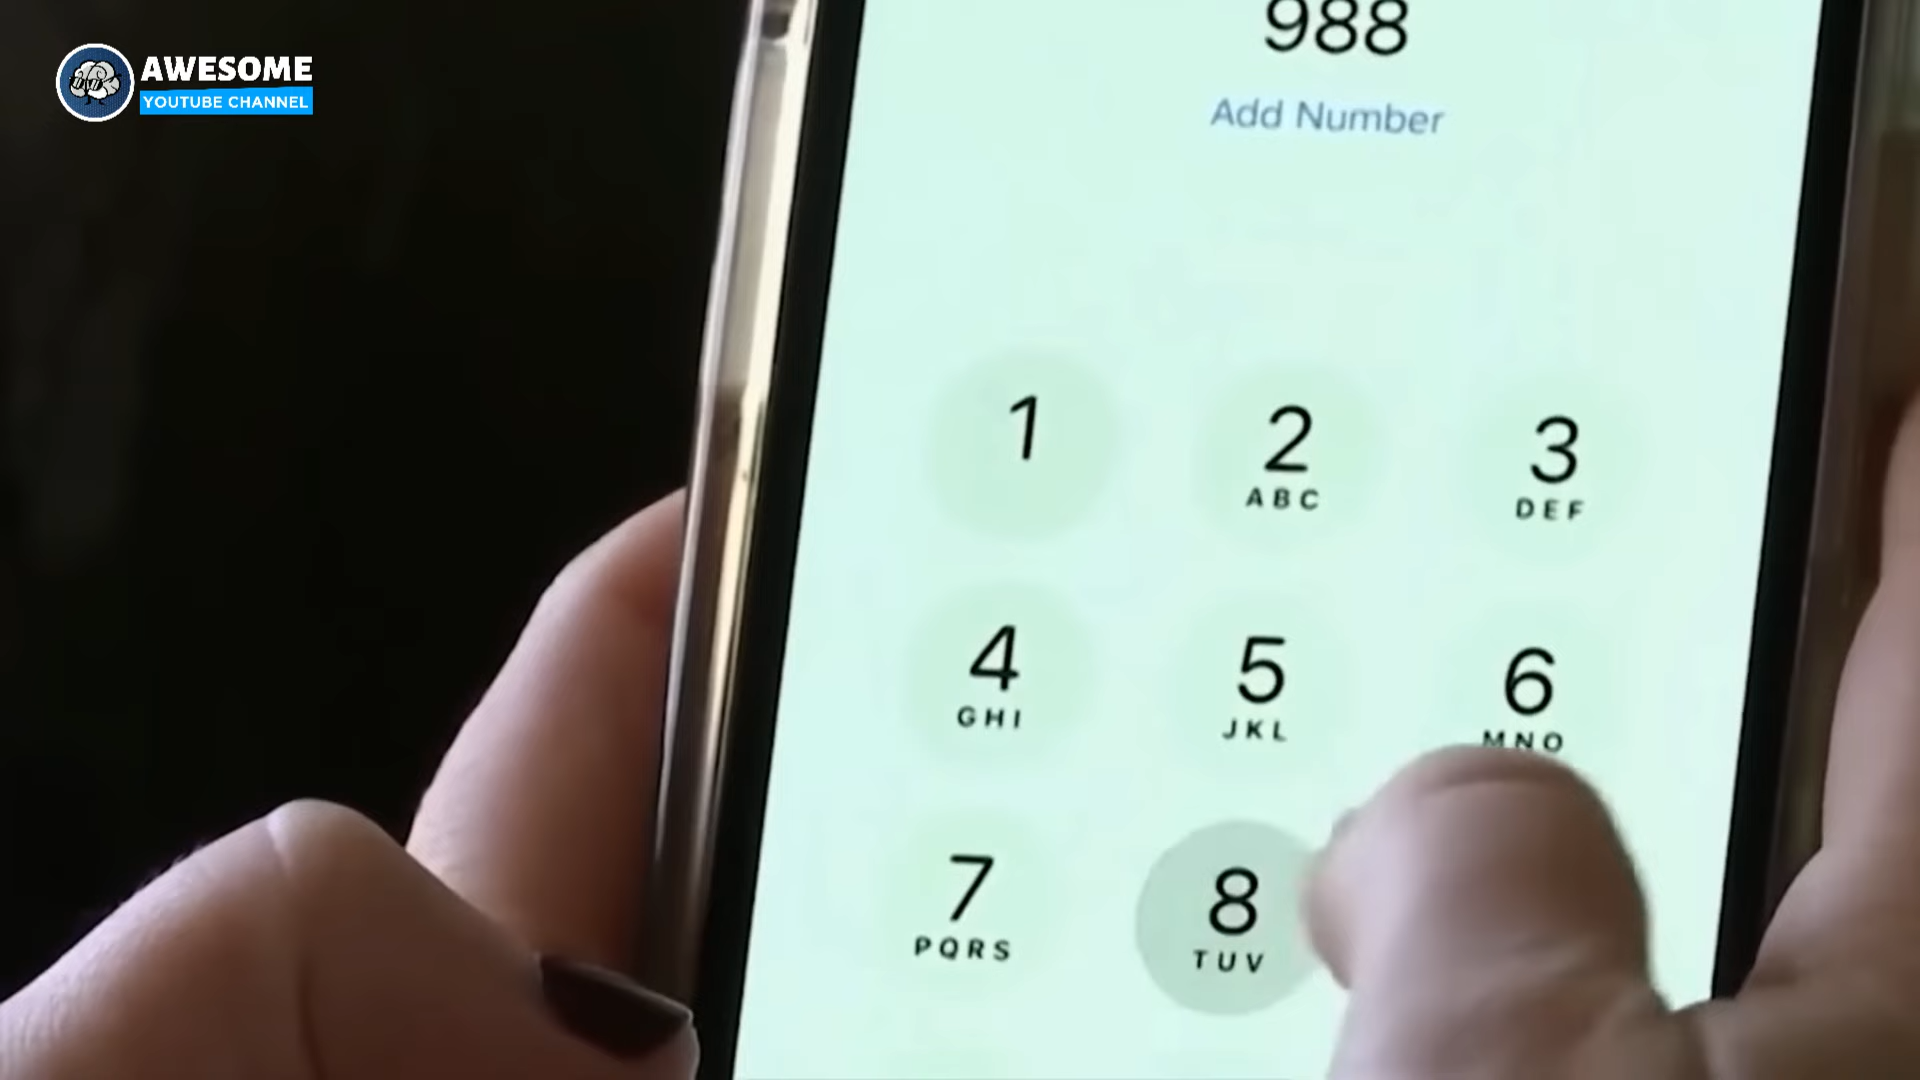 AWESOME
YOUTUBE CHANNEL
988
Add Number
1
2
ABC
3
DEF
4
GHI
5
JKL
6
MNO
7
PQRS
8
TUV